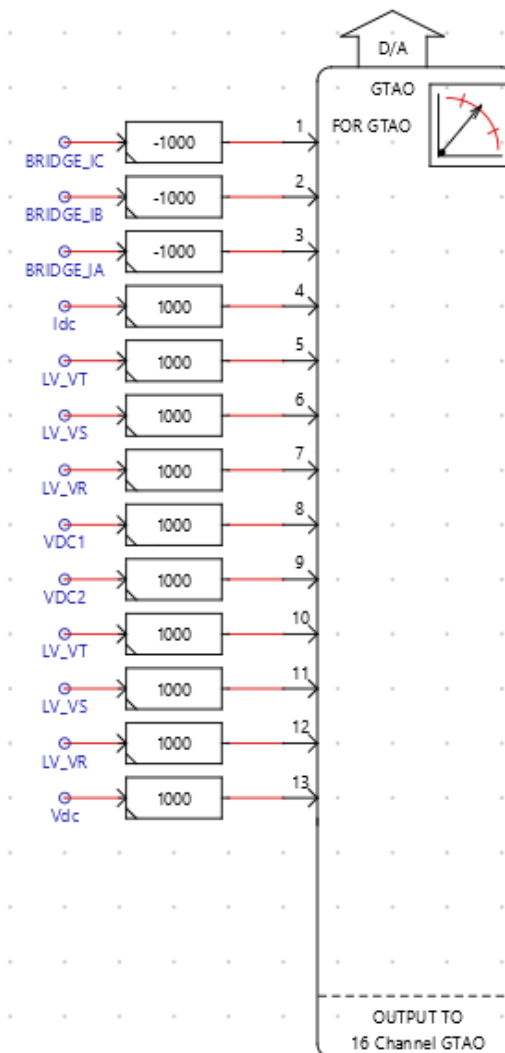 D/A
GTAO
FOR GTAO
BRIDGE_IC -1000 1
BRIDGE_IB -1000 2
BRIDGE_IA -1000 3
Idc 1000 4
LV_VT 1000 5
LV_VS 1000 6
LV_VR 1000 7
VDC1 1000 8
VDC2 1000 9
LV_VT 1000 10
LV_VS 1000 11
LV_VR 1000 12
Vdc 1000 13
OUTPUT TO
16 Channel GTAO